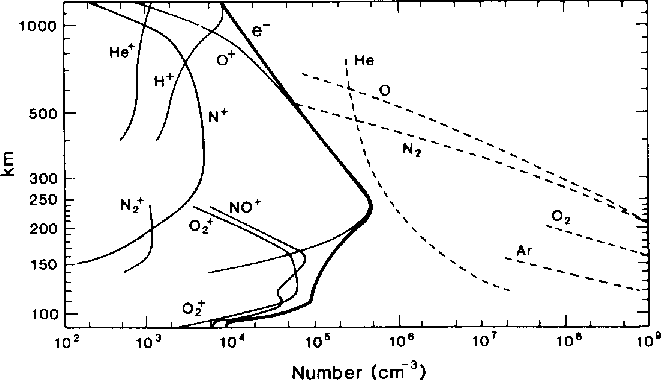 1000
500
300
250
200
150
100
km
He⁺
H⁺
O⁺
e⁻
N⁺
He
O
N₂
N₂⁺
NO⁺
O₂⁺
O₂
Ar
O₂⁺
10² 10³ 10⁴ 10⁵ 10⁶ 10⁷ 10⁸ 10⁹
Number (cm⁻³)